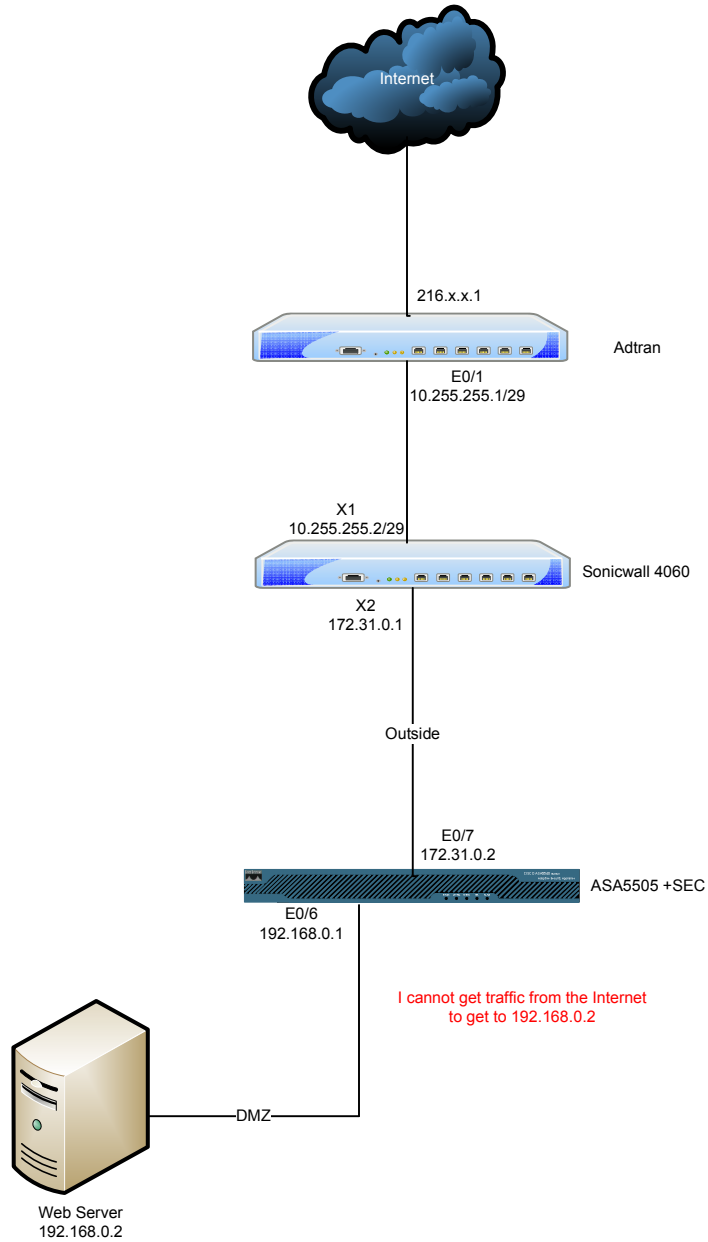 Internet
216.x.x.1
Adtran
E0/1
10.255.255.1/29
X1
10.255.255.2/29
Sonicwall 4060
X2
172.31.0.1
Outside
E0/7
172.31.0.2
ASA5505 +SEC
E0/6
192.168.0.1
I cannot get traffic from the Internet
to get to 192.168.0.2
DMZ
Web Server
192.168.0.2